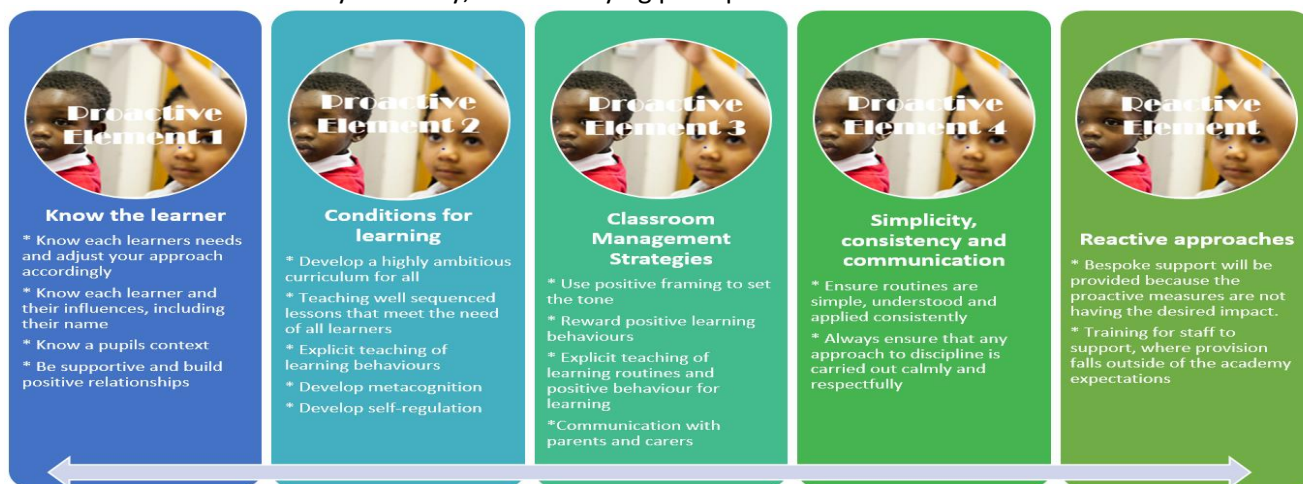 Proactive
Element 1
Know the learner
* Know each learners needs
and adjust your approach
accordingly
* Know each learner and
their influences, including
their name
* Know a pupils context
* Be supportive and build
positive relationships
Proactive
Element 2
Conditions for
learning
* Develop a highly ambitious
curriculum for all
* Teaching well sequenced
lessons that meet the need
of all learners
* Explicit teaching of
learning behaviours
* Develop metacognition
* Develop self-regulation
Proactive
Element 3
Classroom
Management
Strategies
* Use positive framing to set
the tone
* Reward positive learning
behaviours
* Explicit teaching of
learning routines and
positive behaviour for
learning
*Communication with
parents and carers
Proactive
Element 4
Simplicity,
consistency and
communication
* Ensure routines are
simple, understood and
applied consistently
* Always ensure that any
approach to discipline is
carried out calmly and
respectfully
Reactive
Element
Reactive approaches
* Bespoke support will be
provided because the
proactive measures are not
having the desired impact.
* Training for staff to
support, where provision
falls outside of the academy
expectations